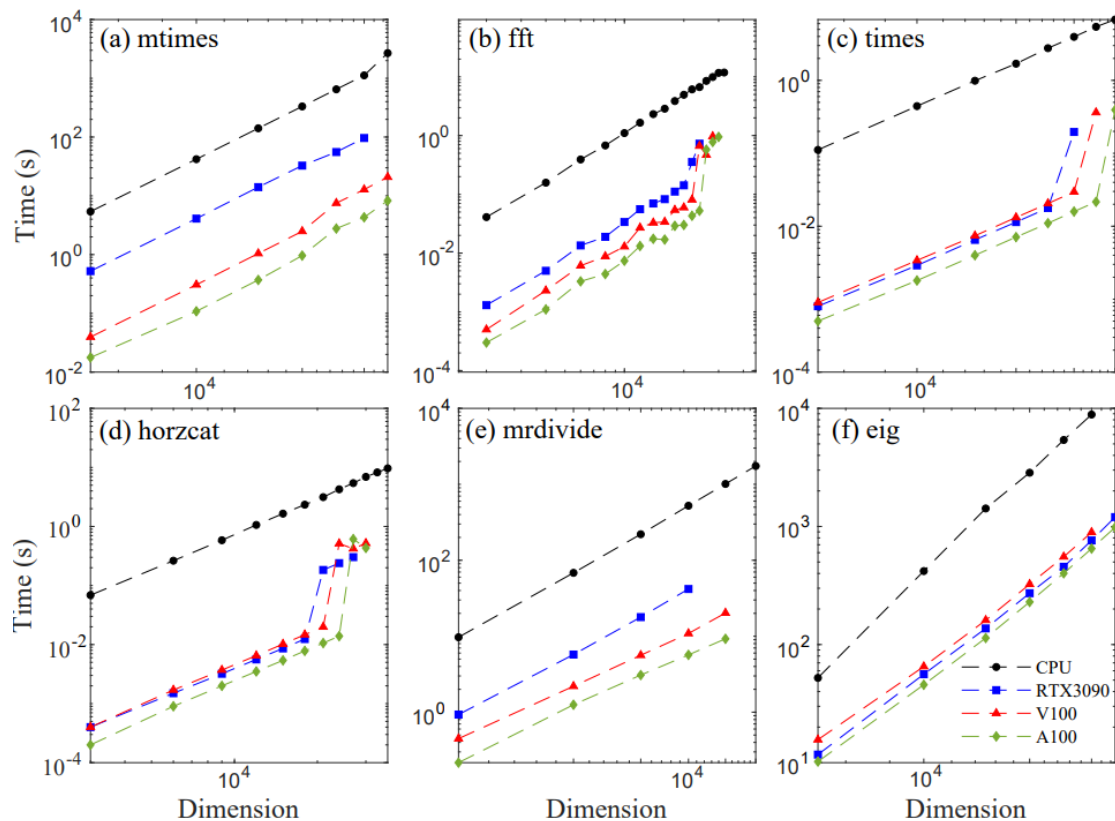 (a) mtimes
10^4
10^2
10^0
10^-2
Time (s)
10^4
(b) fft
10^0
10^-2
10^-4
10^4
(c) times
10^0
10^-2
10^-4
10^4
(d) horzcat
10^2
10^0
10^-2
10^-4
Time (s)
10^4
Dimension
(e) mrdivide
10^4
10^2
10^0
10^4
Dimension
(f) eig
10^4
10^3
10^2
10^1
10^4
Dimension
CPU
RTX3090
V100
A100